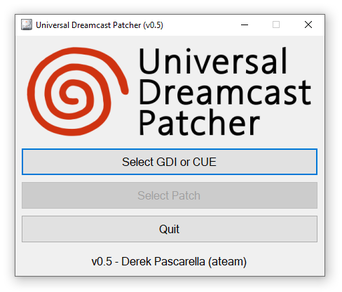 Universal Dreamcast Patcher (v0.5)
Universal
Dreamcast
Patcher
Select GDI or CUE
Select Patch
Quit
v0.5 - Derek Pascarella (ateam)